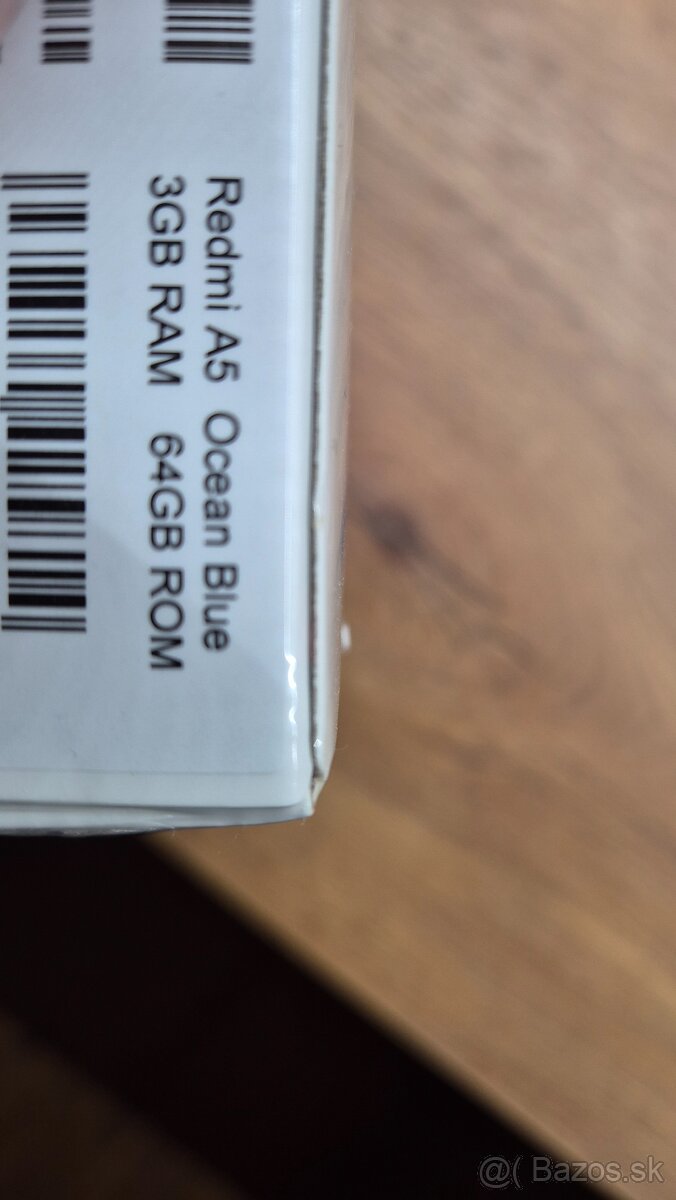 Redmi A5 Ocean Blue
3GB RAM 64GB ROM
@( Bazos.sk